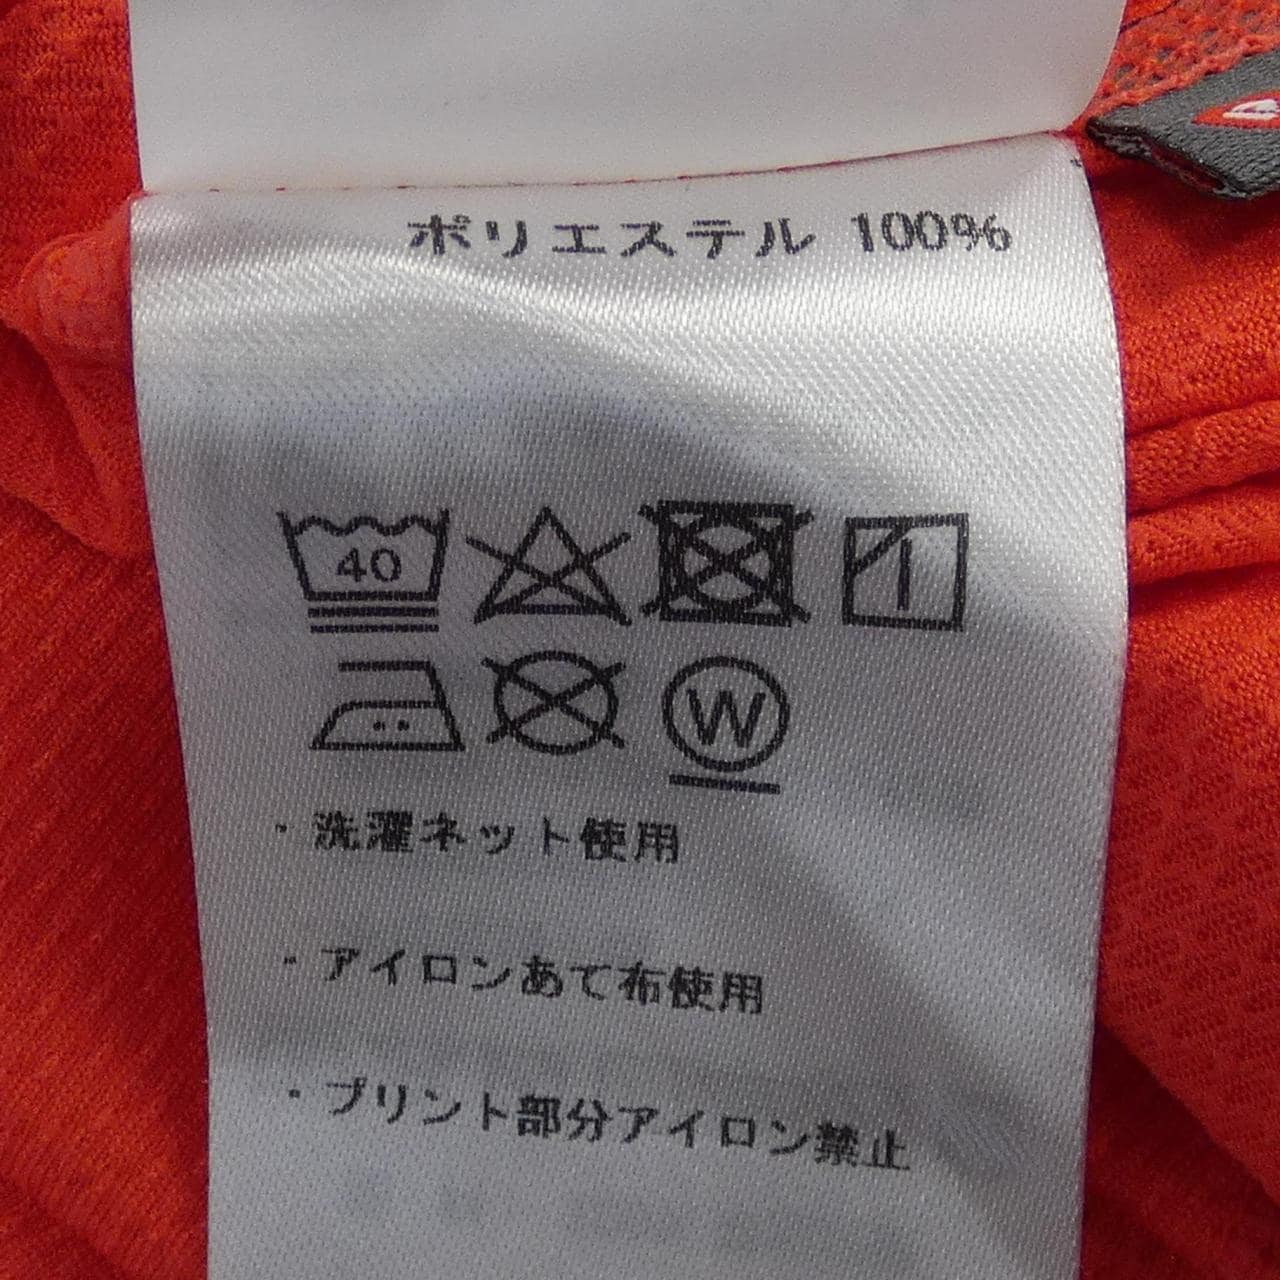 ポリエステル 100%
40
W
・洗濯ネット使用
・アイロンあて布使用
・プリント部分アイロン禁止